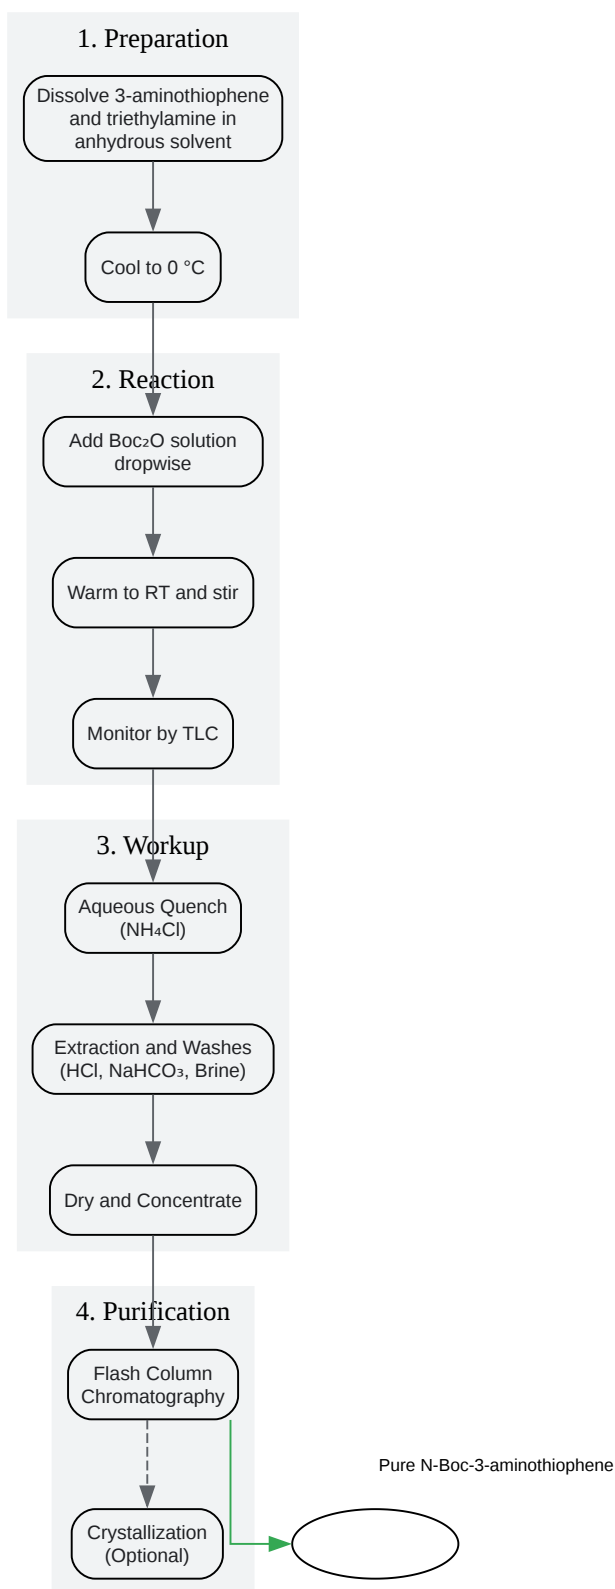 1. Preparation
Dissolve 3-aminothiophene
and triethylamine in
anhydrous solvent
Cool to 0 °C
2. Reaction
Add Boc₂O solution
dropwise
Warm to RT and stir
Monitor by TLC
3. Workup
Aqueous Quench
(NH₄Cl)
Extraction and Washes
(HCl, NaHCO₃, Brine)
Dry and Concentrate
4. Purification
Flash Column
Chromatography
Pure N-Boc-3-aminothiophene
Crystallization
(Optional)